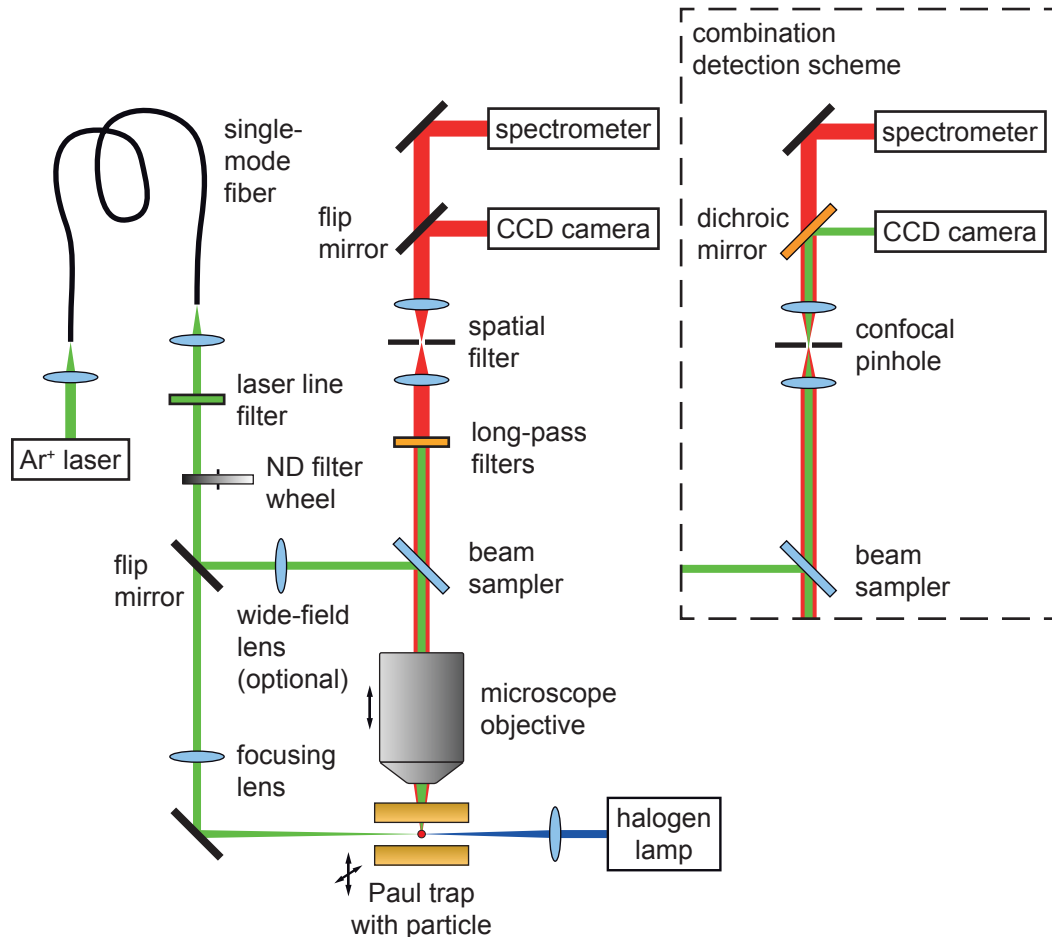 combination
detection scheme
single-
mode
fiber
spectrometer
flip
mirror
CCD camera
spatial
filter
laser line
filter
long-pass
filters
Ar⁺ laser
ND filter
wheel
flip
mirror
beam
sampler
wide-field
lens
(optional)
microscope
objective
focusing
lens
halogen
lamp
Paul trap
with particle
spectrometer
dichroic
mirror
CCD camera
confocal
pinhole
beam
sampler